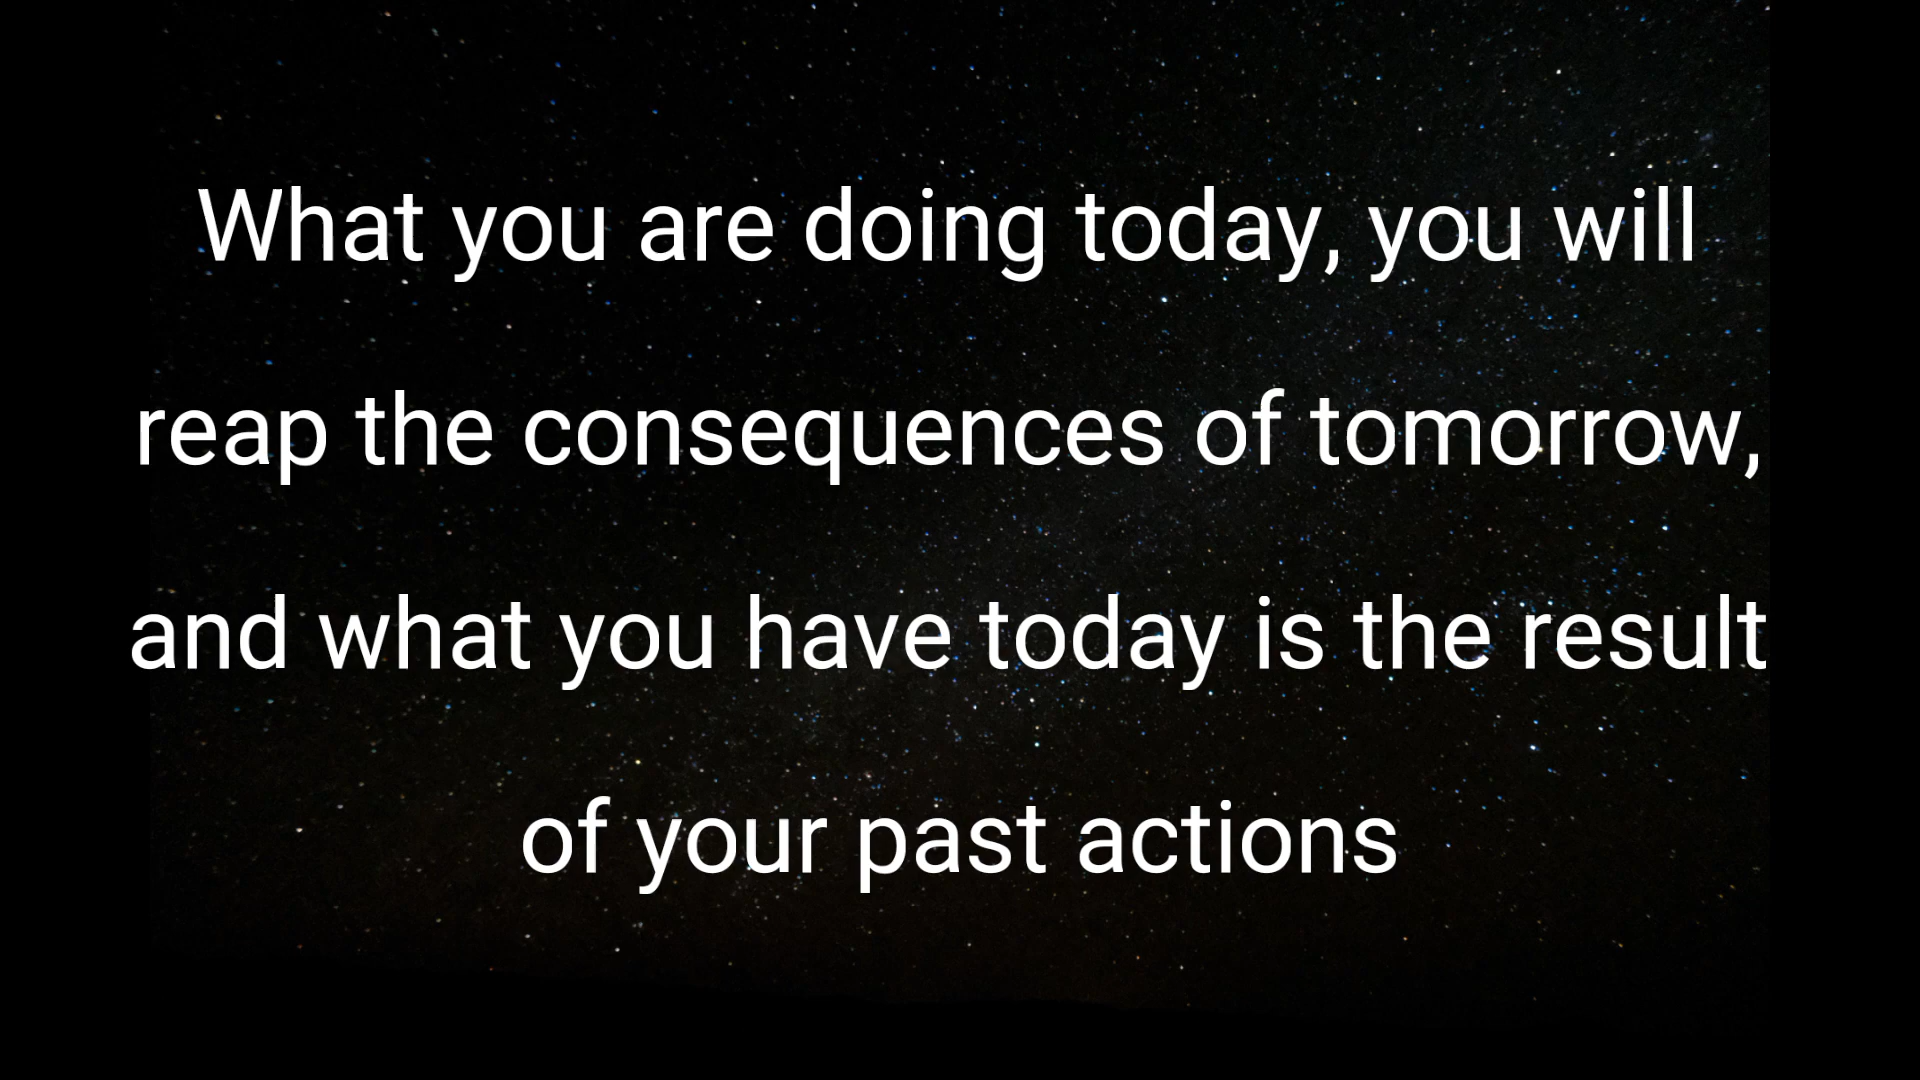 What you are doing today, you will
reap the consequences of tomorrow,
and what you have today is the result
of your past actions